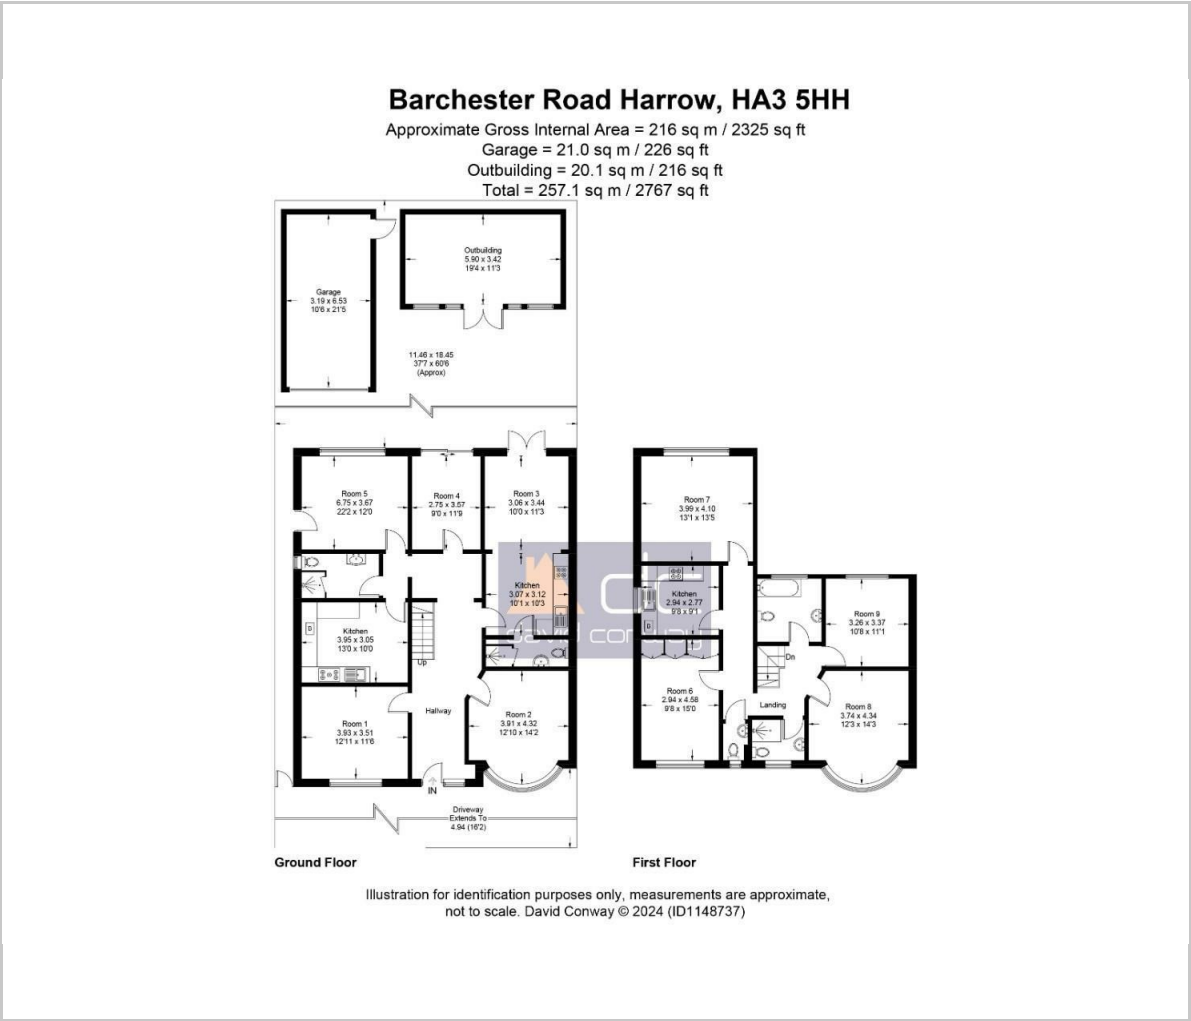 Barchester Road Harrow, HA3 5HH
Approximate Gross Internal Area = 216 sq m / 2325 sq ft
Garage = 21.0 sq m / 226 sq ft
Outbuilding = 20.1 sq m / 216 sq ft
Total = 257.1 sq m / 2767 sq ft
Outbuilding
5.90 x 3.42
19'4 x 11'3
Garage
3.19 x 6.53
10'6 x 21'5
11.46 x 18.45
37'7 x 60'6
(Approx)
Room 5
6.75 x 3.67
22'2 x 12'0
Room 4
2.75 x 3.57
9'0 x 11'9
Room 3
3.06 x 3.44
10'0 x 11'3
Kitchen
3.07 x 3.12
10'1 x 10'3
Kitchen
3.95 x 3.05
13'0 x 10'0
Up
Room 1
3.93 x 3.51
12'11 x 11'6
Hallway
Room 2
3.91 x 4.32
12'10 x 14'2
IN
Driveway
Extends To
4.94 (16'2)
Room 7
3.99 x 4.10
13'1 x 13'5
Kitchen
2.94 x 2.77
9'8 x 9'1
Room 9
3.26 x 3.37
10'8 x 11'1
Dn
Room 6
2.94 x 4.58
9'8 x 15'0
Landing
Room 8
3.74 x 4.34
12'3 x 14'3
dc
david conway
Ground Floor
First Floor
Illustration for identification purposes only, measurements are approximate,
not to scale. David Conway © 2024 (ID1148737)